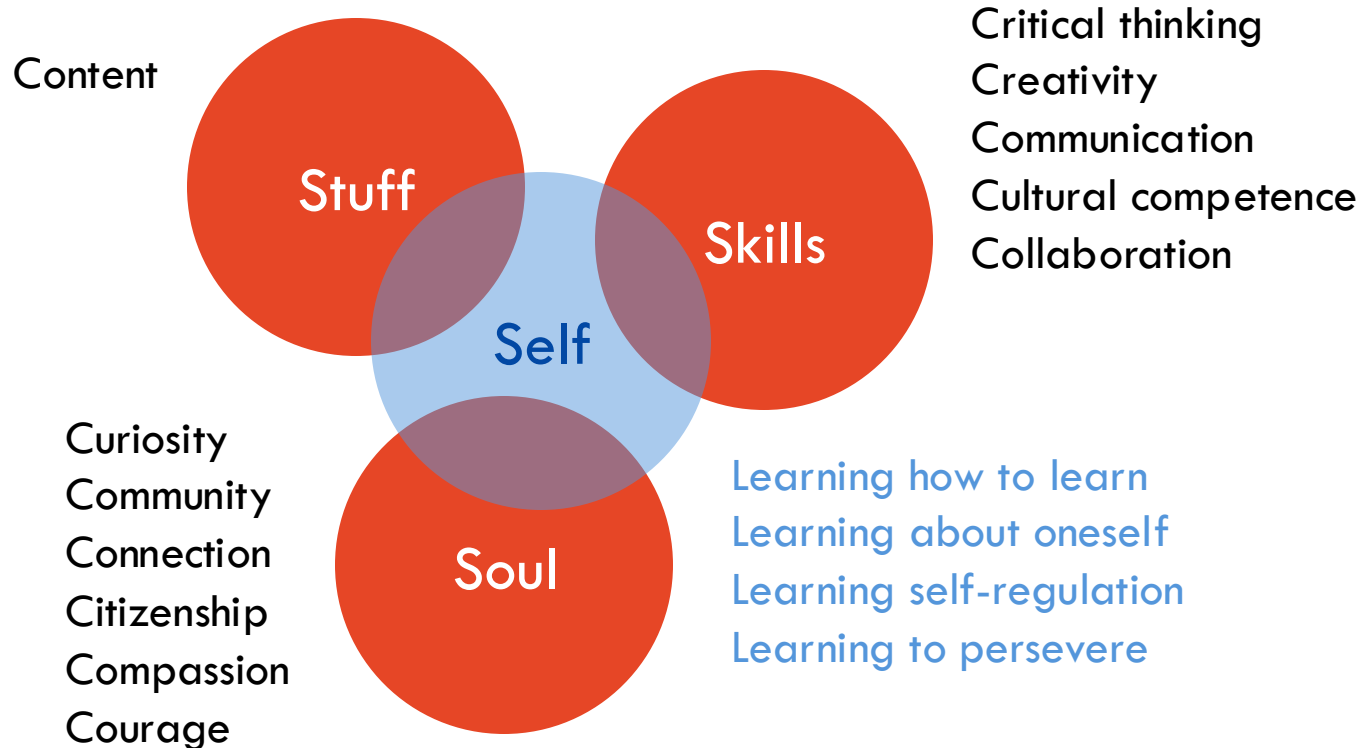 Content
Stuff
Critical thinking
Creativity
Communication
Cultural competence
Collaboration
Skills
Self
Curiosity
Community
Connection
Citizenship
Compassion
Courage
Soul
Learning how to learn
Learning about oneself
Learning self-regulation
Learning to persevere